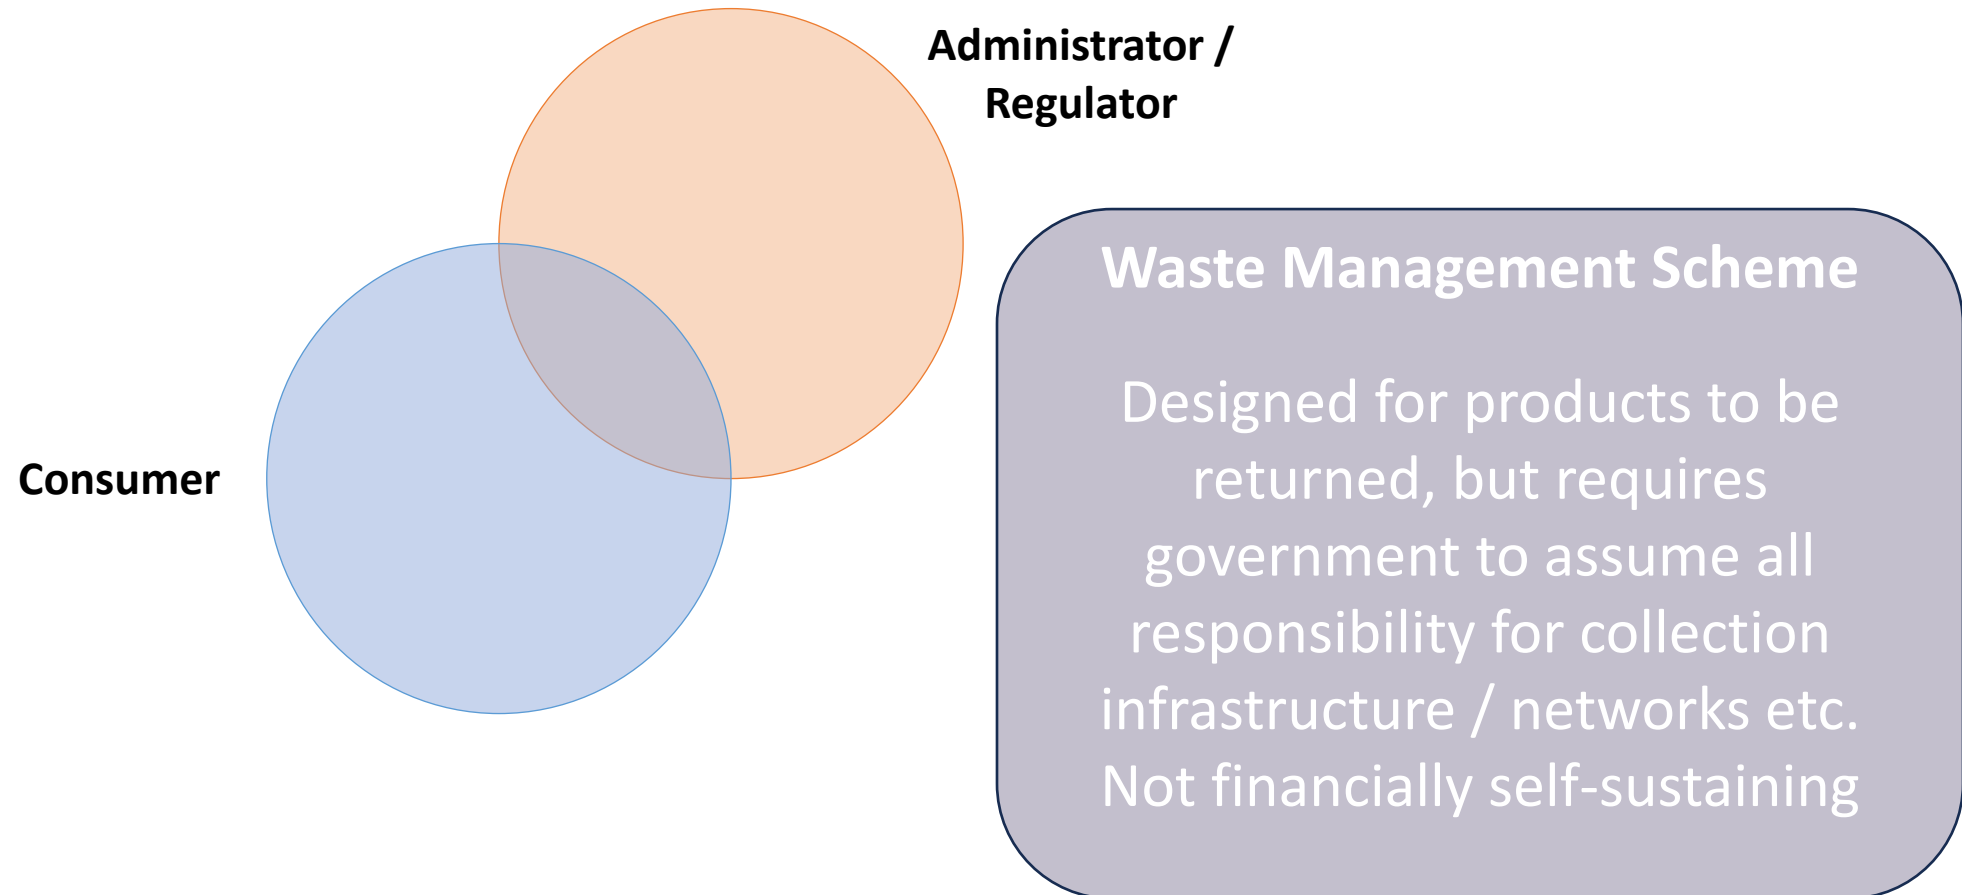 Administrator /
Regulator
Consumer
Waste Management Scheme
Designed for products to be
returned, but requires
government to assume all
responsibility for collection
infrastructure / networks etc.
Not financially self-sustaining